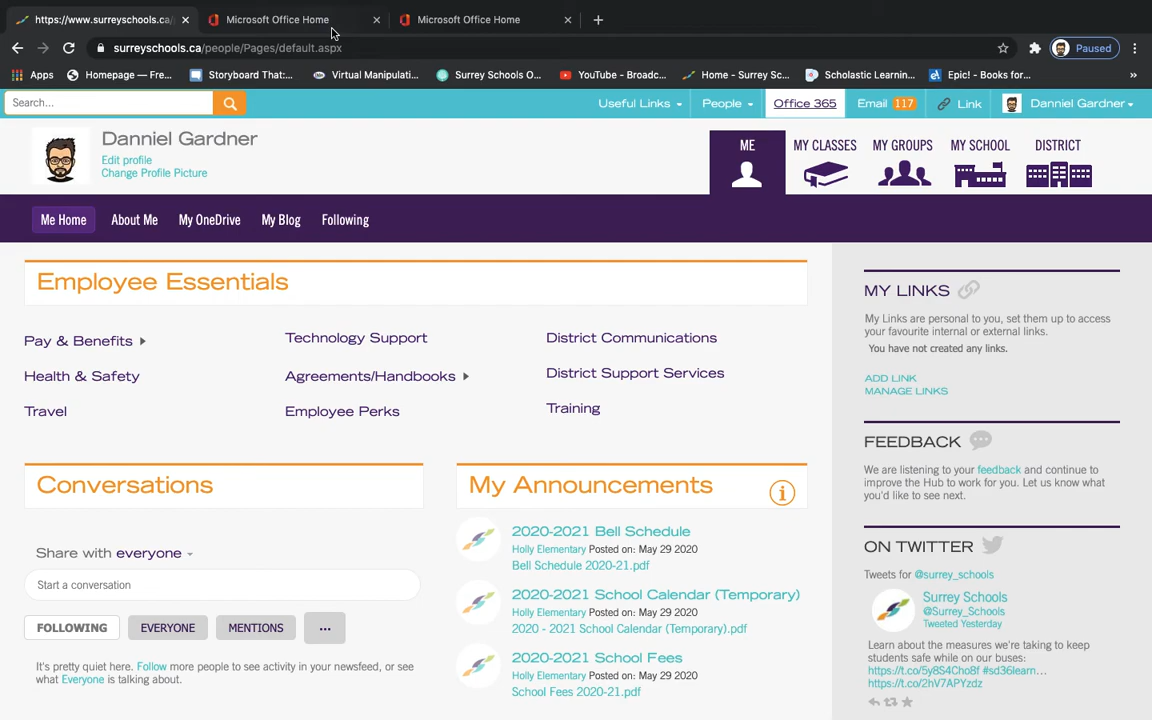 https://www.surreyschools.ca/ Microsoft Office Home Microsoft Office Home
surreyschools.ca/people/Pages/default.aspx Paused
Apps Homepage – Fre... Storyboard That:... Virtual Manipulati... Surrey Schools O... YouTube - Broadc... Home - Surrey Sc... Scholastic Learnin... Epic! - Books for... »
Search... Useful Links People Office 365 Email 117 Link Danniel Gardner
Danniel Gardner
Edit profile
Change Profile Picture
ME MY CLASSES MY GROUPS MY SCHOOL DISTRICT
Me Home About Me My OneDrive My Blog Following
Employee Essentials
Pay & Benefits Technology Support District Communications
Health & Safety Agreements/Handbooks District Support Services
Travel Employee Perks Training
Conversations
Share with everyone
Start a conversation
FOLLOWING EVERYONE MENTIONS ...
It's pretty quiet here. Follow more people to see activity in your newsfeed, or see
what Everyone is talking about.
My Announcements
2020-2021 Bell Schedule
Holly Elementary Posted on: May 29 2020
Bell Schedule 2020-21.pdf
2020-2021 School Calendar (Temporary)
Holly Elementary Posted on: May 29 2020
2020 - 2021 School Calendar (Temporary).pdf
2020-2021 School Fees
Holly Elementary Posted on: May 29 2020
School Fees 2020-21.pdf
MY LINKS
My Links are personal to you, set them up to access
your favourite internal or external links.
You have not created any links.
ADD LINK
MANAGE LINKS
FEEDBACK
We are listening to your feedback and continue to
improve the Hub to work for you. Let us know what
you'd like to see next.
ON TWITTER
Tweets for @surrey_schools
Surrey Schools
@Surrey_Schools
Tweeted Yesterday
Learn about the measures we're taking to keep
students safe while on our buses:
https://t.co/5y8S4Cho8f #sd36learn...
https://t.co/2hV7APYzdz